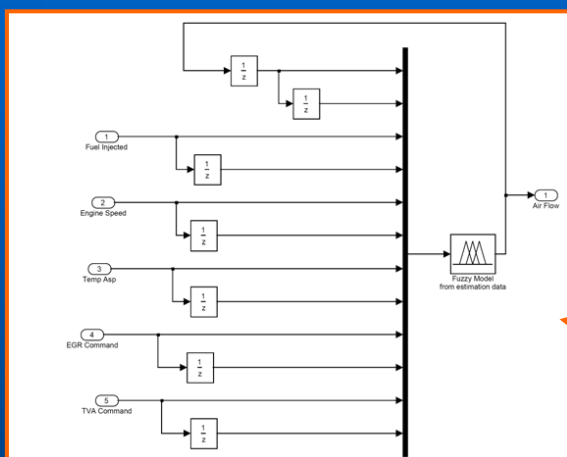 1
z
1
z
1
Fuel Injected
1
z
2
Engine Speed
1
z
1
Air Flow
3
Temp Asp
Fuzzy Model
from estimation data
1
z
4
EGR Command
1
z
5
TVA Command
1
z